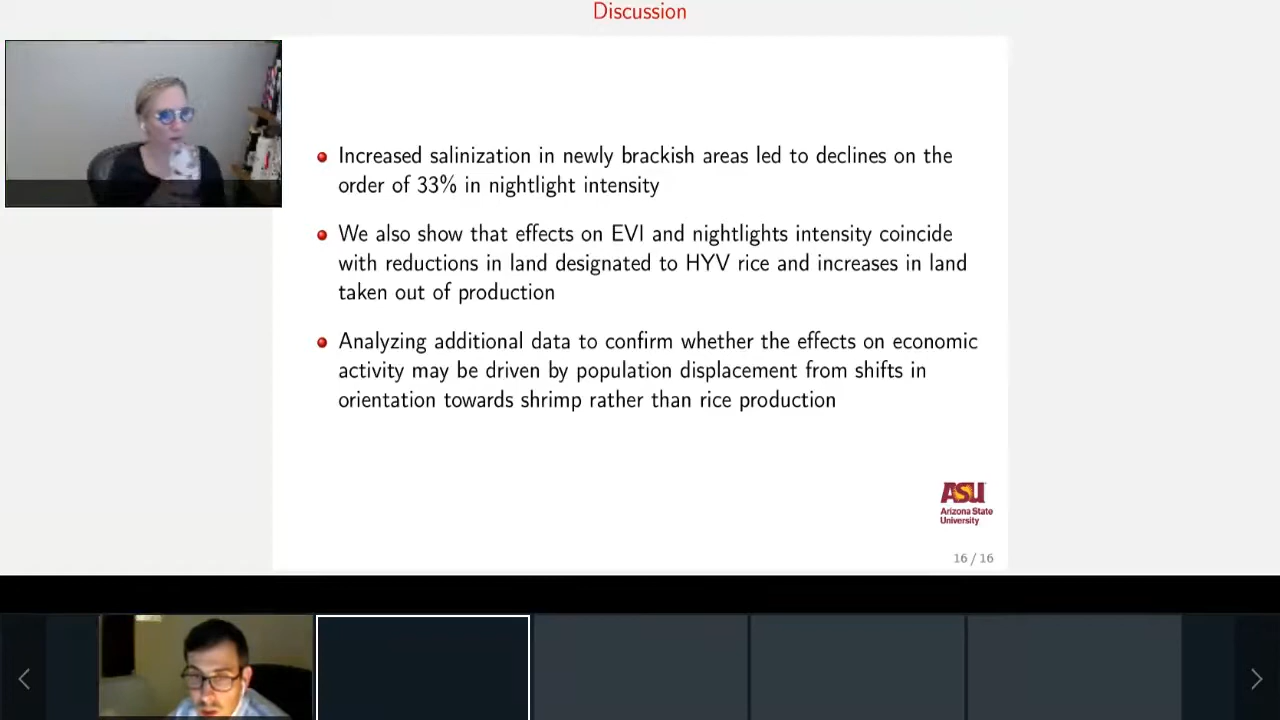 Discussion
Increased salinization in newly brackish areas led to declines on the
order of 33% in nightlight intensity
We also show that effects on EVI and nightlights intensity coincide
with reductions in land designated to HYV rice and increases in land
taken out of production
Analyzing additional data to confirm whether the effects on economic
activity may be driven by population displacement from shifts in
orientation towards shrimp rather than rice production
ASU
Arizona State
University
16 / 16